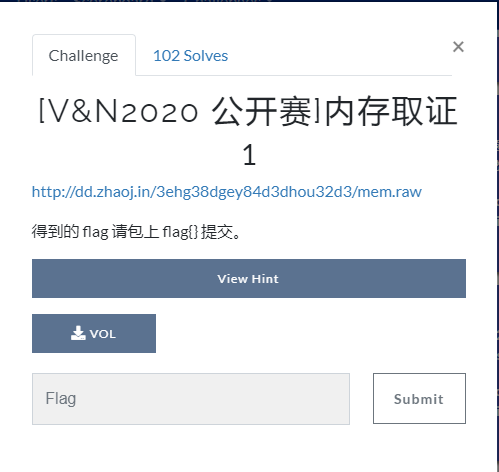 Challenge 102 Solves ×
[V&N2020 公开赛]内存取证
1
http://dd.zhaoj.in/3ehg38dgey84d3dhou32d3/mem.raw
得到的 flag 请包上 flag{} 提交。
View Hint
VOL
Flag Submit